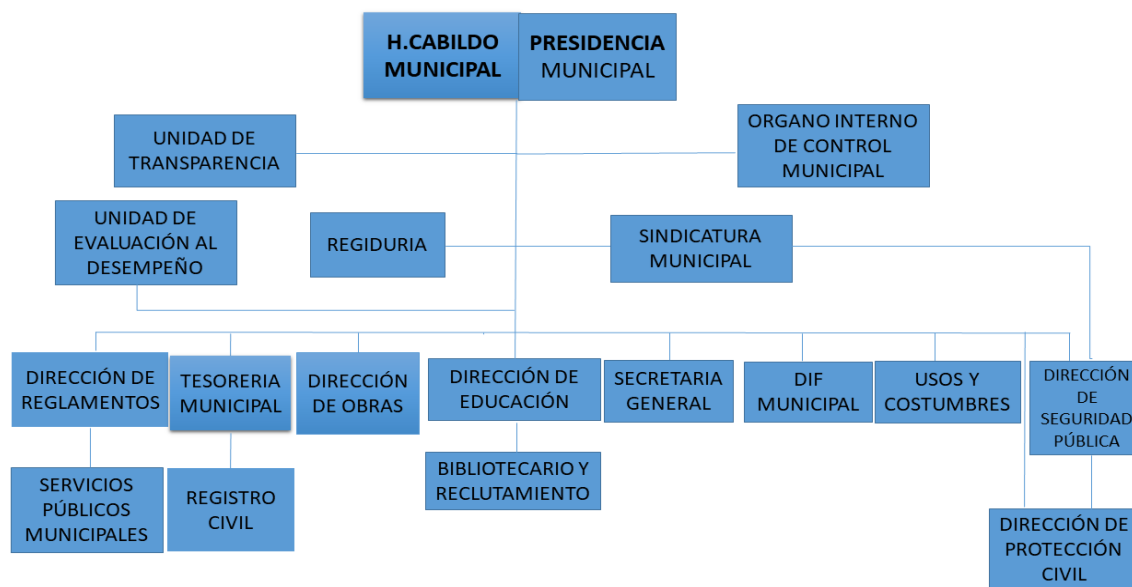 H.CABILDO
MUNICIPAL
PRESIDENCIA
MUNICIPAL
UNIDAD DE
TRANSPARENCIA
ORGANO INTERNO
DE CONTROL
MUNICIPAL
UNIDAD DE
EVALUACIÓN AL
DESEMPEÑO
REGIDURIA
SINDICATURA
MUNICIPAL
DIRECCIÓN DE
REGLAMENTOS
TESORERIA
MUNICIPAL
DIRECCIÓN
DE OBRAS
DIRECCIÓN DE
EDUCACIÓN
SECRETARIA
GENERAL
DIF
MUNICIPAL
USOS Y
COSTUMBRES
DIRECCIÓN
DE
SEGURIDAD
PÚBLICA
SERVICIOS
PÚBLICOS
MUNICIPALES
REGISTRO
CIVIL
BIBLIOTECARIO Y
RECLUTAMIENTO
DIRECCIÓN DE
PROTECCIÓN
CIVIL